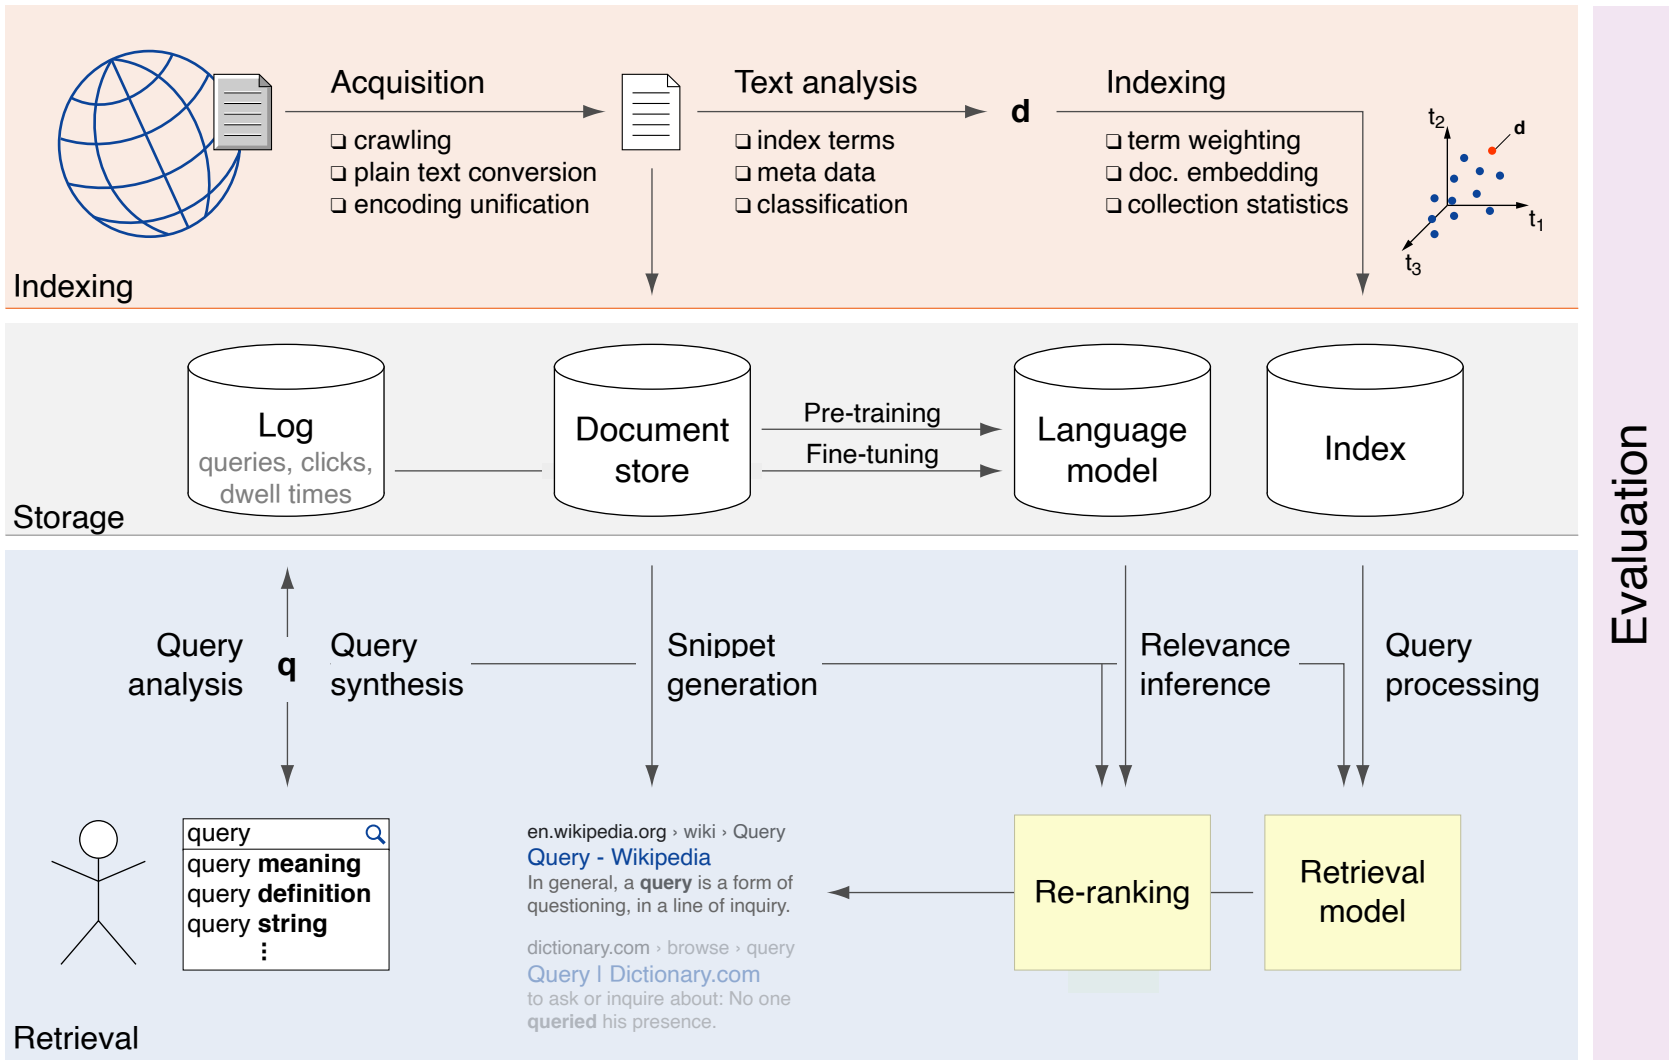 Acquisition
❏ crawling
❏ plain text conversion
❏ encoding unification
Text analysis
❏ index terms
❏ meta data
❏ classification
d
Indexing
❏ term weighting
❏ doc. embedding
❏ collection statistics
t2
d
t1
t3
Indexing
Log
queries, clicks,
dwell times
Document
store
Pre-training
Fine-tuning
Language
model
Index
Storage
Query
analysis
q
Query
synthesis
Snippet
generation
Relevance
inference
Query
processing
query
query meaning
query definition
query string
⋮
en.wikipedia.org › wiki › Query
Query - Wikipedia
In general, a query is a form of
questioning, in a line of inquiry.
dictionary.com › browse › query
Query | Dictionary.com
to ask or inquire about: No one
queried his presence.
Re-ranking
Retrieval
model
Retrieval
Evaluation